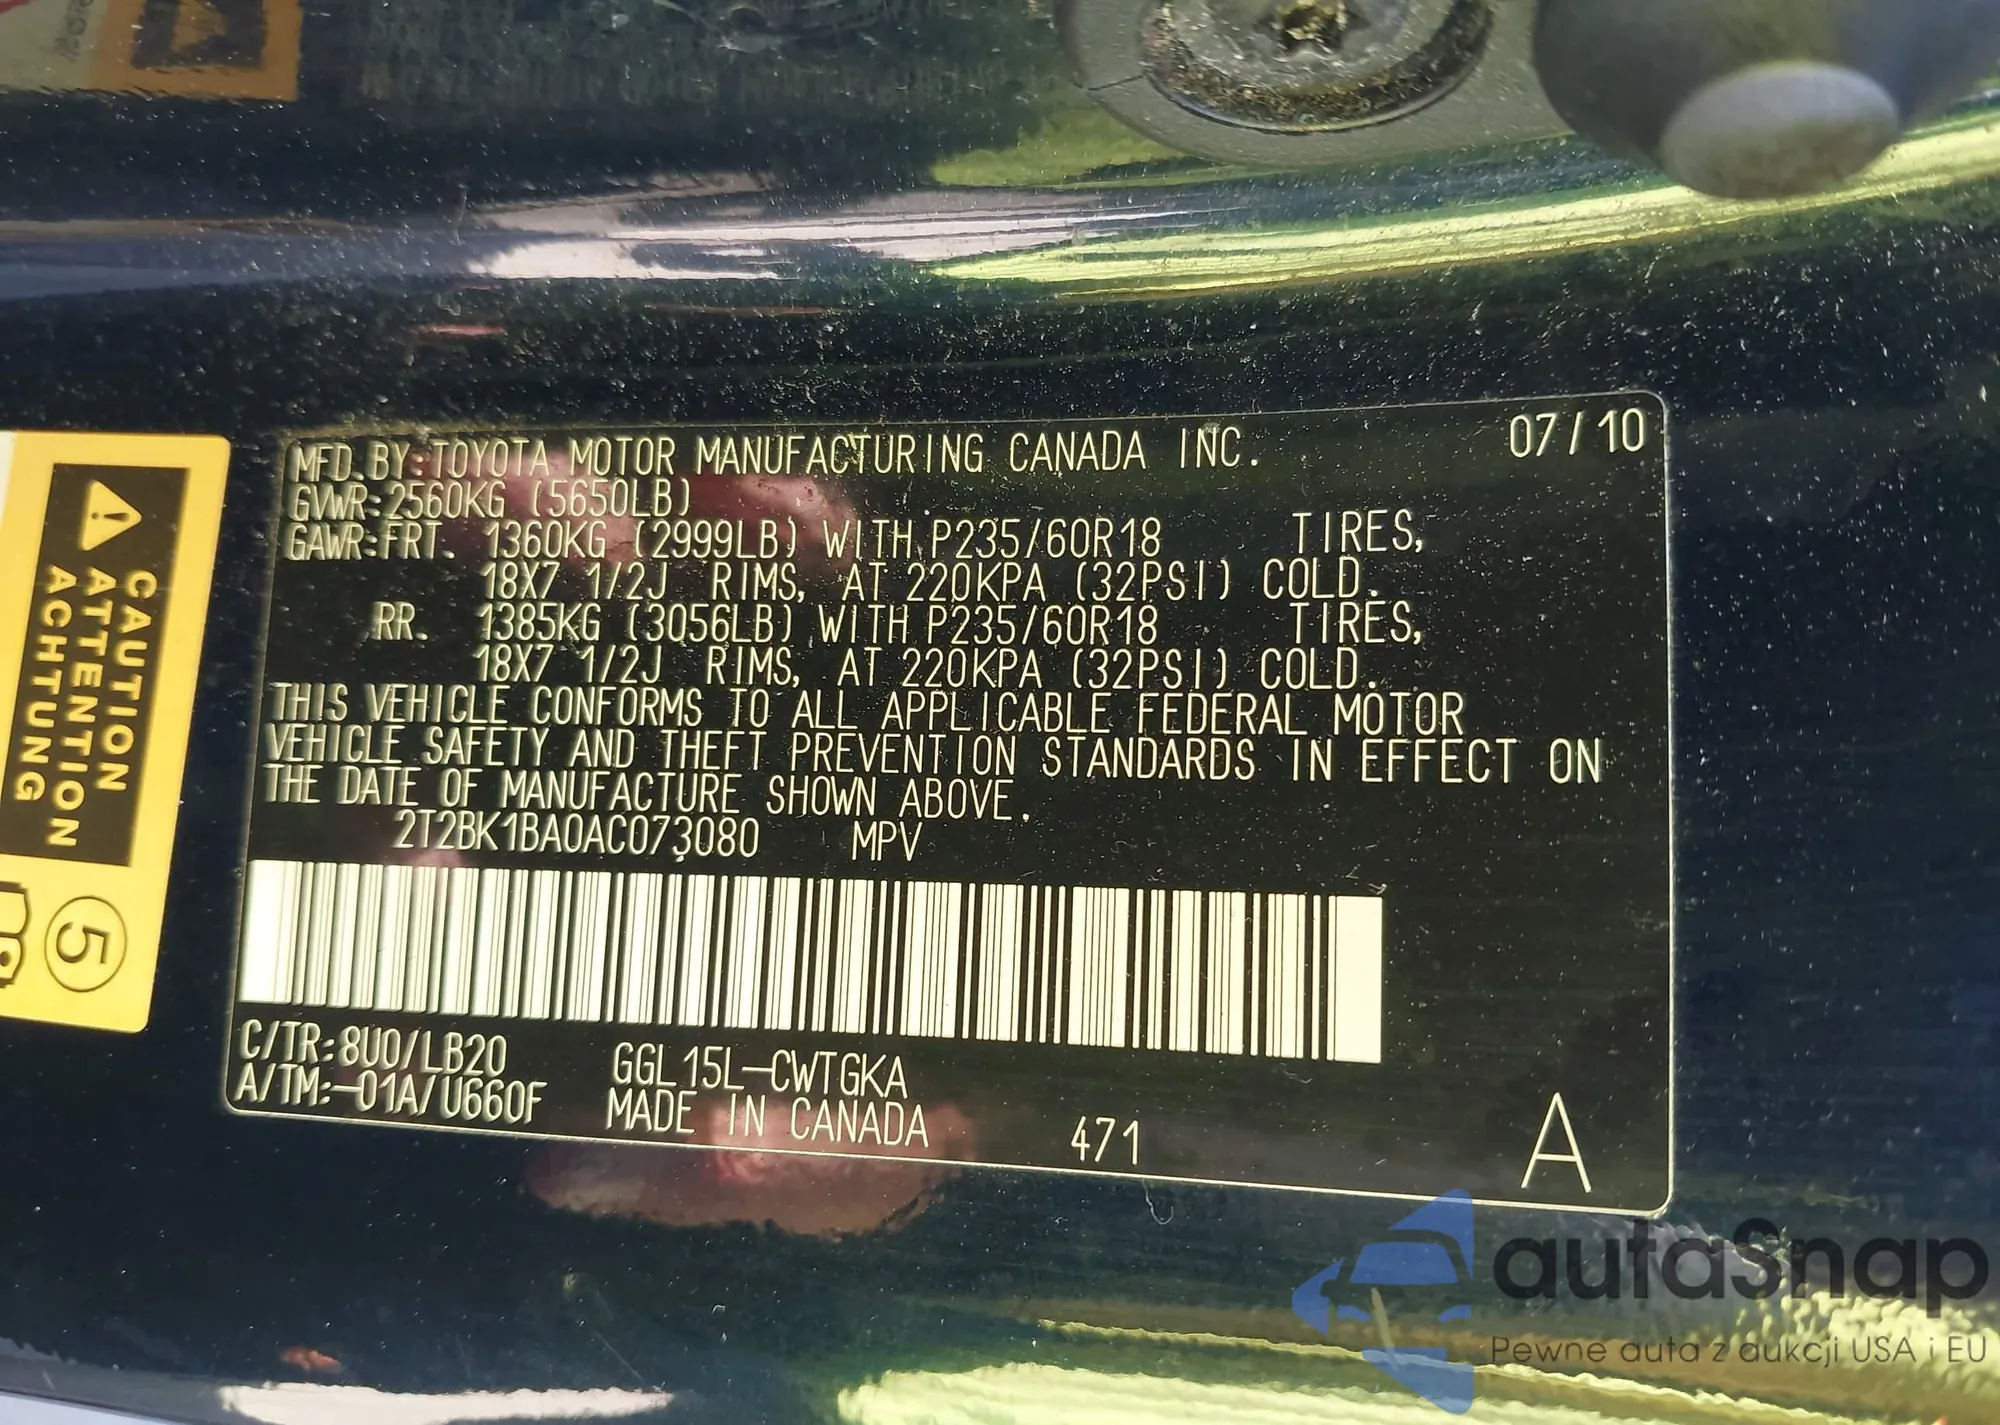 MFD.BY:TOYOTA MOTOR MANUFACTURING CANADA INC. 07/10
GVWR:2560KG (5650LB)
GAWR:FRT. 1360KG (2999LB) WITH P235/60R18 TIRES,
18X7 1/2J RIMS, AT 220KPA (32PSI) COLD.
RR. 1385KG (3056LB) WITH P235/60R18 TIRES,
18X7 1/2J RIMS, AT 220KPA (32PSI) COLD.
THIS VEHICLE CONFORMS TO ALL APPLICABLE FEDERAL MOTOR
VEHICLE SAFETY AND THEFT PREVENTION STANDARDS IN EFFECT ON
THE DATE OF MANUFACTURE SHOWN ABOVE.
2T2BK1BA0AC073080 MPV
C/TR:8U0/LB20 GGL15L-CWTGKA
A/TM:-01A/U660F MADE IN CANADA 471 A
CAUTION
ATTENTION
ACHTUNG
5
autaSnap
Pewne auta z aukcji USA i EU